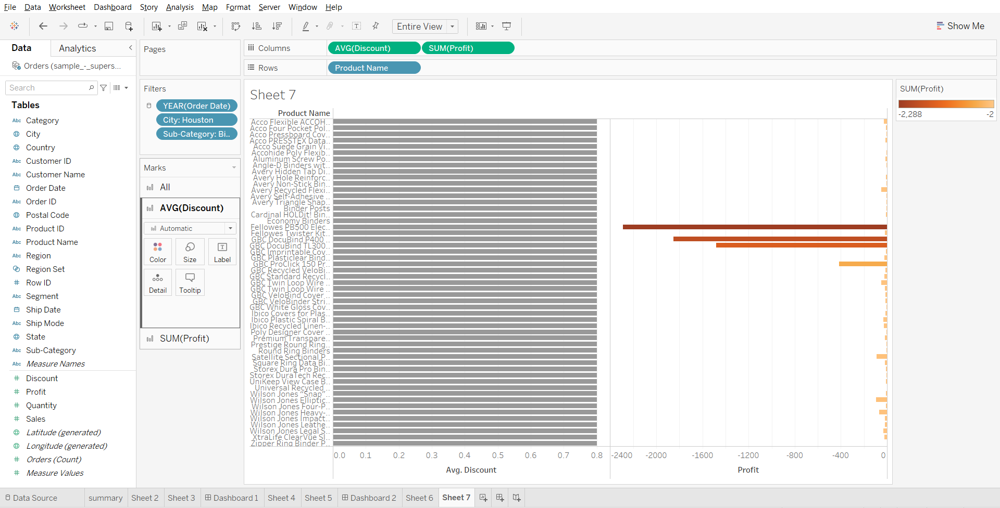 File Data Worksheet Dashboard Story Analysis Map Format Server Window Help
Entire View
Show Me
Data Analytics
Orders (sample_-_supers...
Search
Tables
Abc Category
City
Country
Abc Customer ID
Abc Customer Name
Order Date
Abc Order ID
Postal Code
Abc Product ID
Abc Product Name
Abc Region
Region Set
Row ID
Abc Segment
Ship Date
Abc Ship Mode
State
Abc Sub-Category
Abc Measure Names
Discount
Profit
Quantity
Sales
Latitude (generated)
Longitude (generated)
Orders (Count)
Measure Values
Pages
Filters
YEAR(Order Date)
City: Houston
Sub-Category: Bi..
Marks
All
AVG(Discount)
Automatic
Color Size Label
Detail Tooltip
SUM(Profit)
Columns AVG(Discount) SUM(Profit)
Rows Product Name
Sheet 7
Product Name
Acco Flexible ACCOH..
Acco Four Pocket Pol..
Acco Pressboard Cov..
Acco PRESSTEX Data..
Acco Suede Grain Vi..
Accohide Poly Flexib..
Aluminum Screw Po..
Angle-D Binders wit..
Avery Hidden Tab Di..
Avery Hole Reinforc..
Avery Non-Stick Bin..
Avery Recycled Flexi..
Avery Self-Adhesive ..
Avery Triangle Shap..
Binder Posts
Cardinal HOLDit! Bin..
Economy Binders
Fellowes PB500 Elec..
Fellowes Twister Kit..
GBC DocuBind P400 ..
GBC DocuBind TL300..
GBC Imprintable Cov..
GBC Plasticlear Bind..
GBC ProClick 150 Pr..
GBC Recycled VeloBi..
GBC Standard Recycl..
GBC Twin Loop Wire ..
GBC Twin Loop Wire ..
GBC VeloBind Cover ..
GBC VeloBinder Stri..
GBC White Gloss Cov..
Ibico Covers for Plas..
Ibico Plastic Spiral B..
Ibico Recycled Linen-..
Poly Designer Cover ..
Premium Transpare..
Prestige Round Ring..
Round Ring Binders
Satellite Sectional P..
Square Ring Data Bi..
Storex Dura Pro Bin..
Storex DuraTech Rec..
UniKeep View Case B..
Universal Recycled ..
Wilson Jones “Snap”..
Wilson Jones Elliptic..
Wilson Jones Four-P..
Wilson Jones Heavy-..
Wilson Jones Impact..
Wilson Jones Leathe..
Wilson Jones Legal S..
XtraLife ClearVue Sl..
Zipper Ring Binder P..
0.0 0.1 0.2 0.3 0.4 0.5 0.6 0.7 0.8
Avg. Discount
-2400 -2000 -1600 -1200 -800 -400 0
Profit
SUM(Profit)
-2,288 -2
Data Source summary Sheet 2 Sheet 3 Dashboard 1 Sheet 4 Sheet 5 Dashboard 2 Sheet 6 Sheet 7